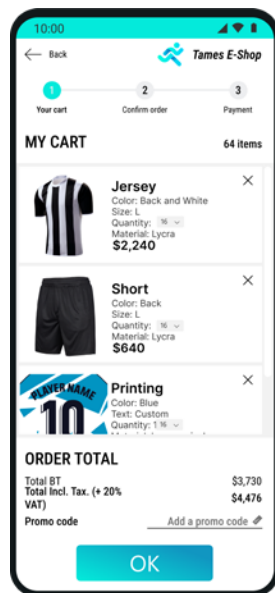 10:00
Back
Tames E-Shop
1
2
3
Your cart
Confirm order
Payment
MY CART
64 items
Jersey
Color: Back and White
Size: L
Quantity: 16
Material: Lycra
$2,240
Short
Color: Back
Size: L
Quantity: 16
Material: Lycra
$640
PLAYER NAME
10
Printing
Color: Blue
Text: Custom
Quantity: 1 16
ORDER TOTAL
Total BT $3,730
Total Incl. Tax. (+ 20%
VAT) $4,476
Promo code Add a promo code
OK